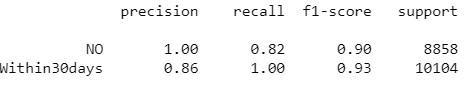 precision recall f1-score support
NO 1.00 0.82 0.90 8858
Within30days 0.86 1.00 0.93 10104